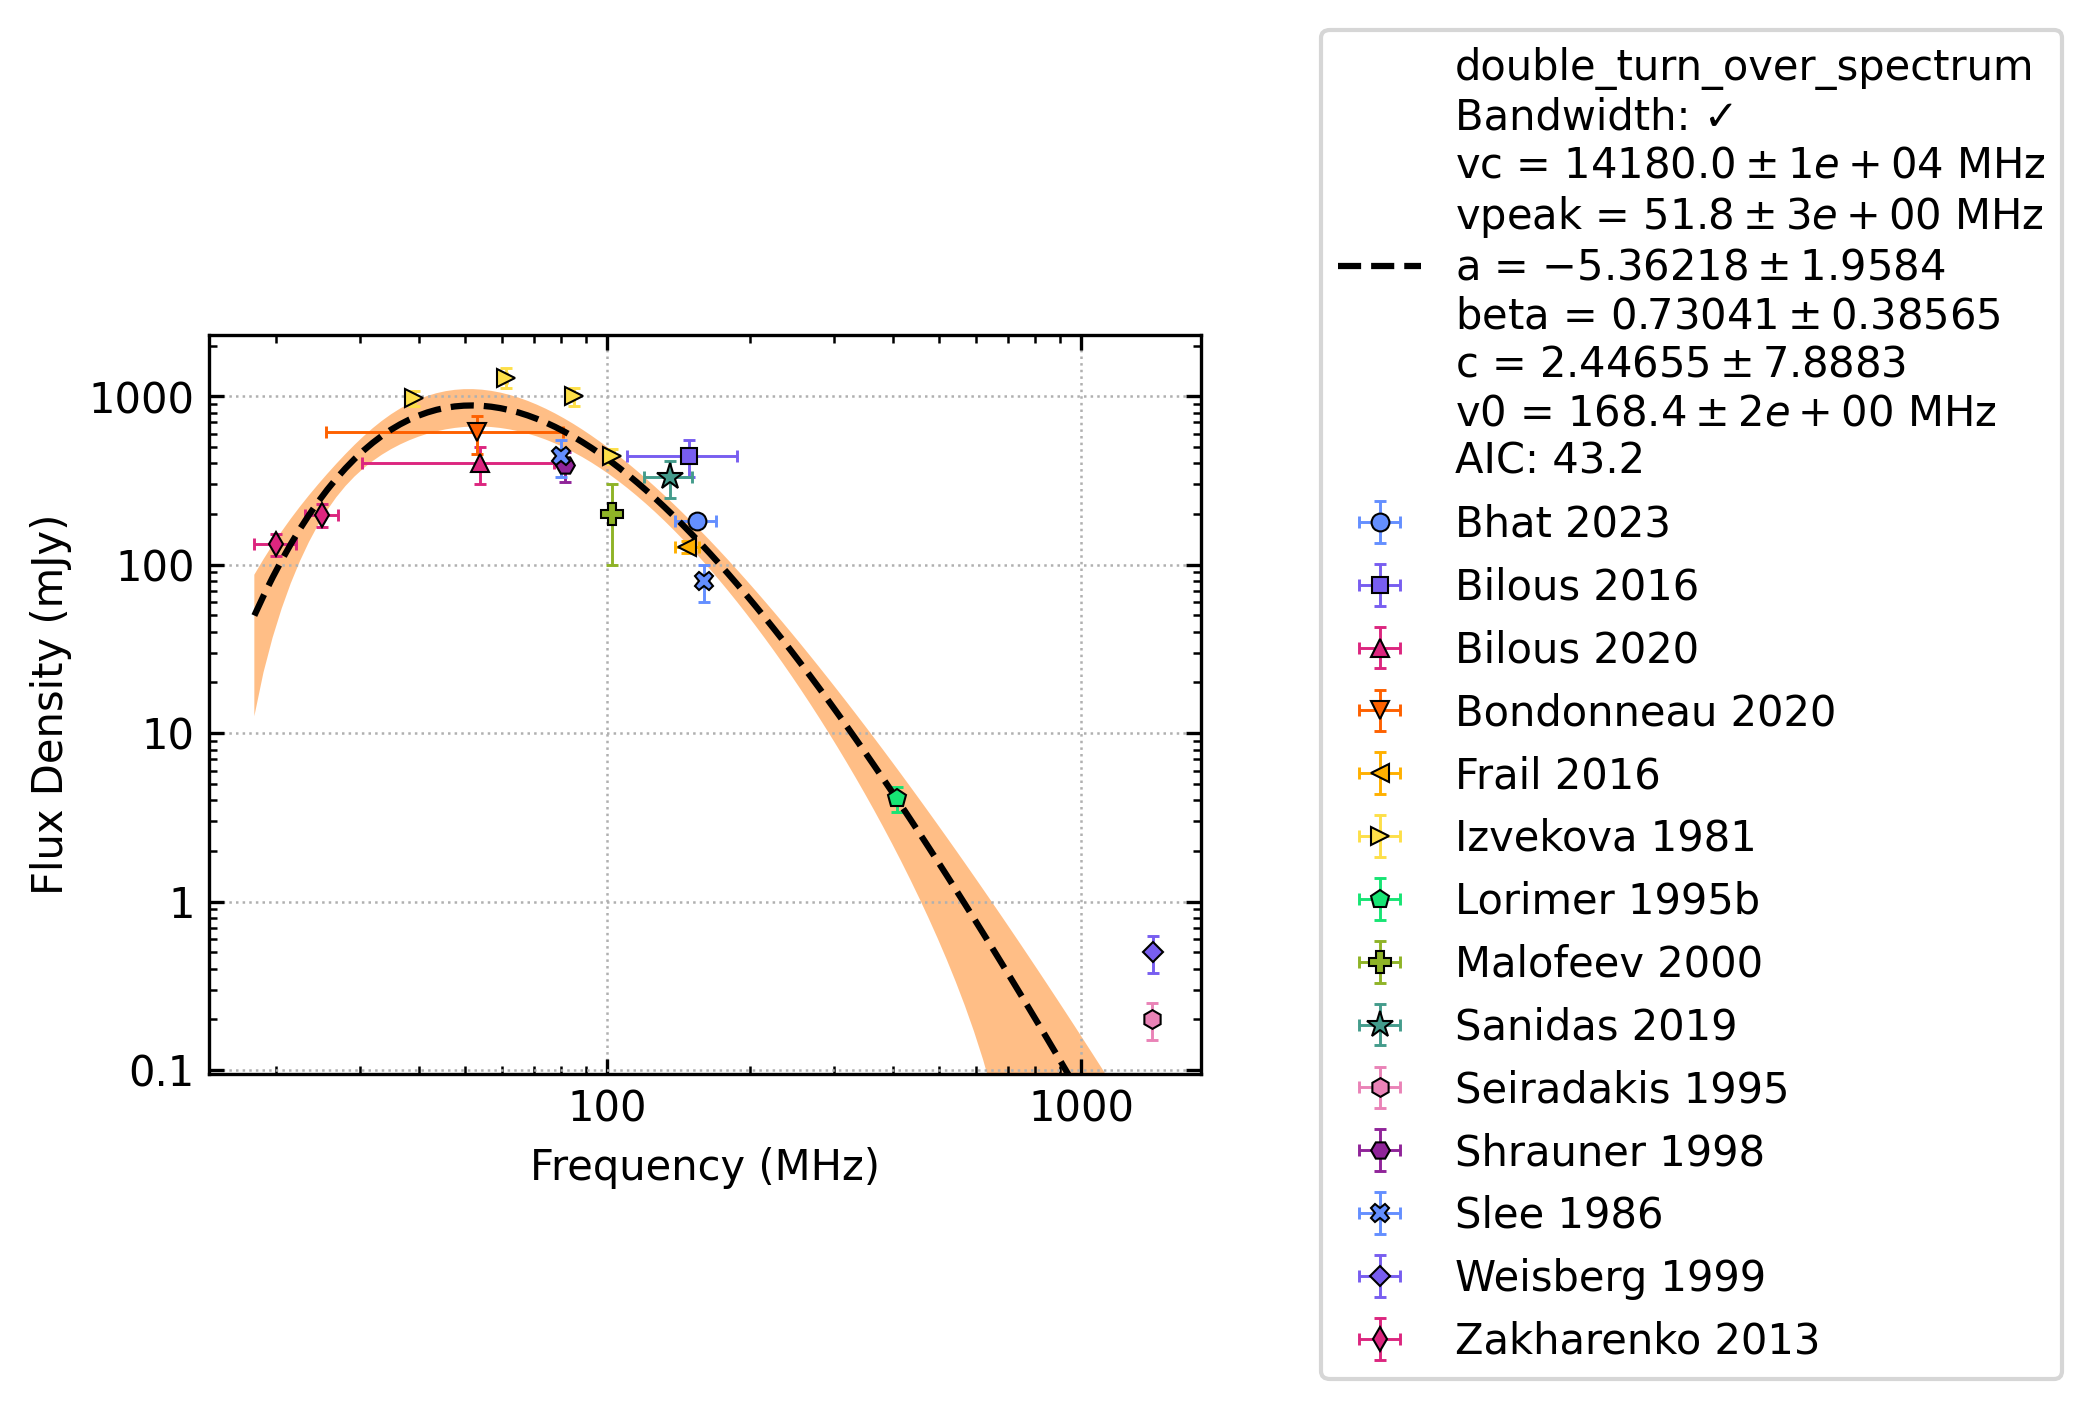 double_turn_over_spectrum
Bandwidth: ✓
vc = 14180.0 ± 1e + 04 MHz
vpeak = 51.8 ± 3e + 00 MHz
a = −5.36218 ± 1.9584
beta = 0.73041 ± 0.38565
c = 2.44655 ± 7.8883
v0 = 168.4 ± 2e + 00 MHz
AIC: 43.2
Bhat 2023
Bilous 2016
Bilous 2020
Bondonneau 2020
Frail 2016
Izvekova 1981
Lorimer 1995b
Malofeev 2000
Sanidas 2019
Seiradakis 1995
Shrauner 1998
Slee 1986
Weisberg 1999
Zakharenko 2013
Flux Density (mJy)
1000
100
10
1
0.1
100
1000
Frequency (MHz)